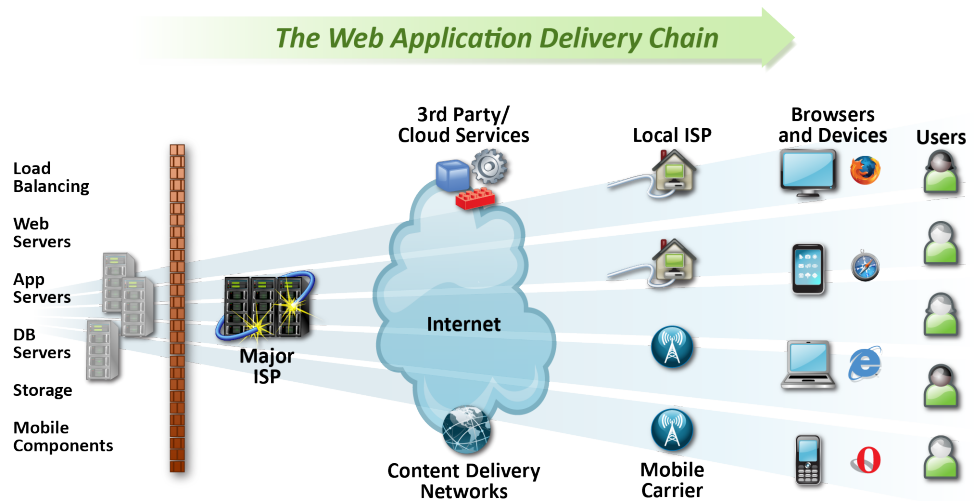 The Web Application Delivery Chain
3rd Party/
Cloud Services
Local ISP
Browsers
and Devices
Users
Load
Balancing
Web
Servers
App
Servers
DB
Servers
Storage
Mobile
Components
Major
ISP
Internet
Content Delivery
Networks
Mobile
Carrier